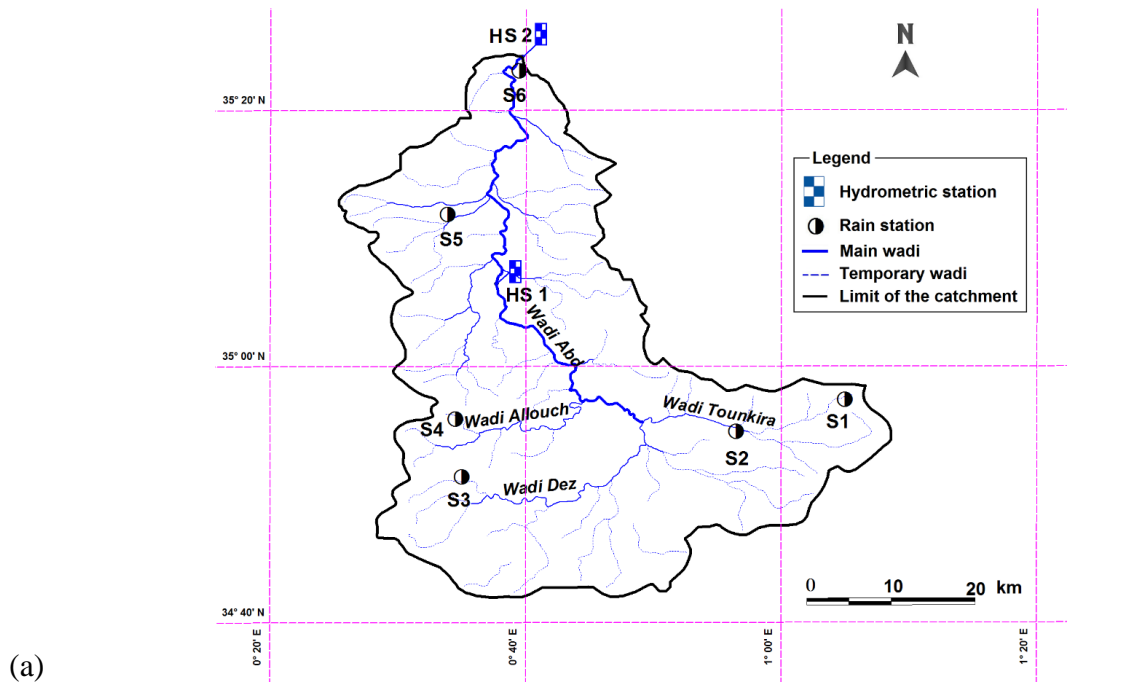 HS 2
N
S6
35° 20' N
Legend
Hydrometric station
Rain station
Main wadi
Temporary wadi
Limit of the catchment
S5
HS 1
Wadi Abd
35° 00' N
Wadi Tounkira
S1
Wadi Allouch
S4
S2
Wadi Dez
S3
0 10 20 km
34° 40' N
0° 20' E
0° 40' E
1° 00' E
1° 20' E
(a)